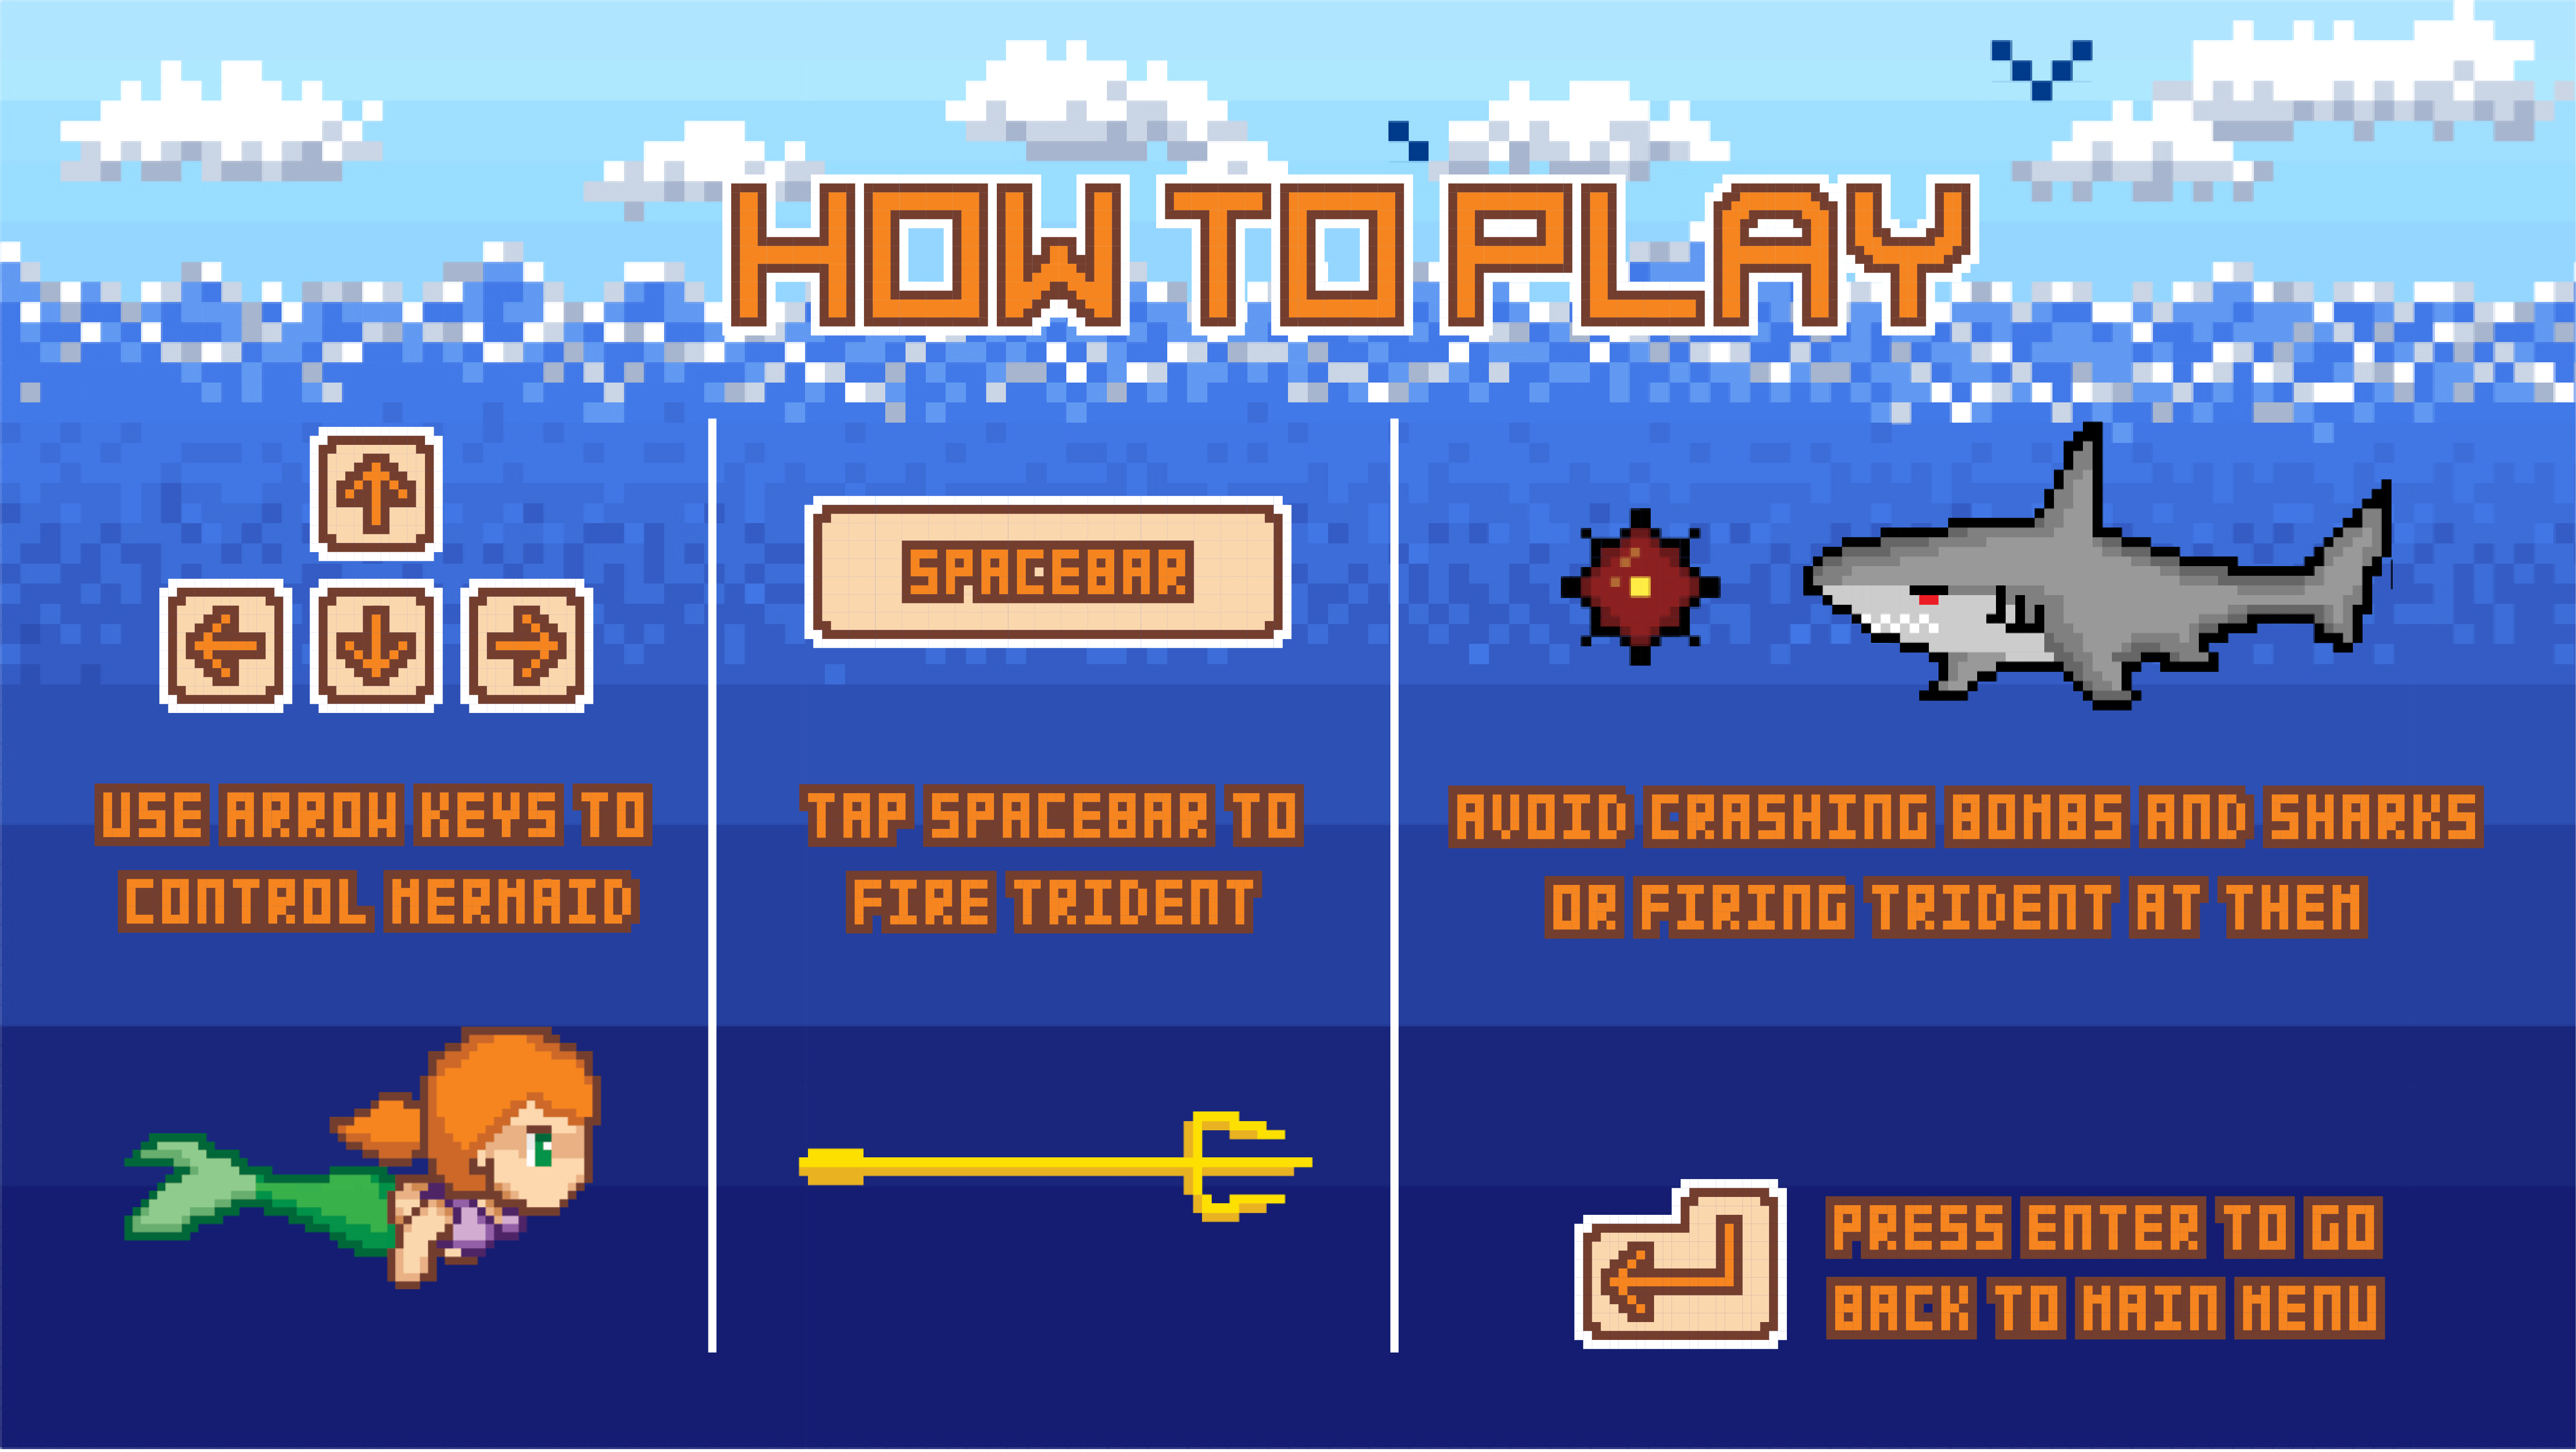 HOW TO PLAY
SPACEBAR
USE ARROW KEYS TO
CONTROL MERMAID
TAP SPACEBAR TO
FIRE TRIDENT
AVOID CRASHING BOMBS AND SHARKS
OR FIRING TRIDENT AT THEM
PRESS ENTER TO GO
BACK TO MAIN MENU